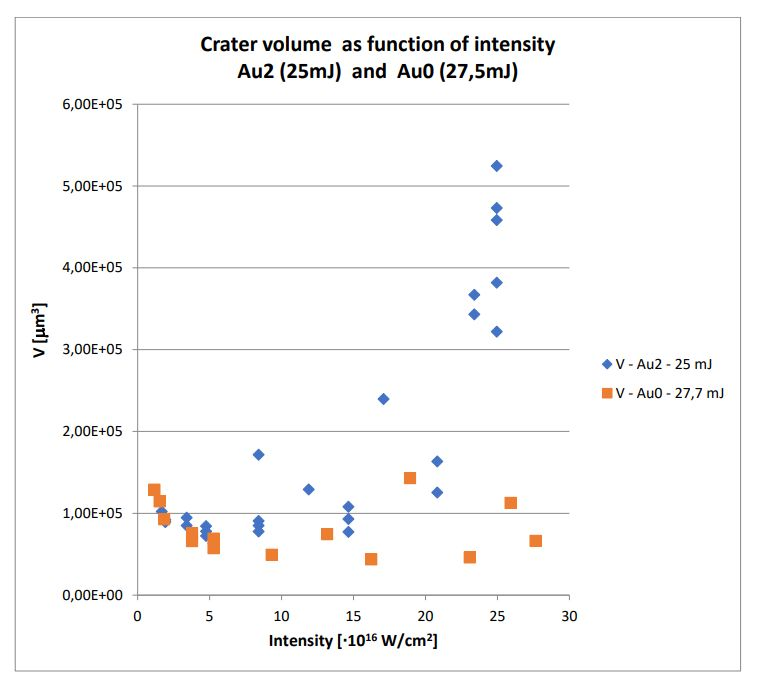 Crater volume as function of intensity
Au2 (25mJ) and Au0 (27,5mJ)
6,00E+05
5,00E+05
4,00E+05
3,00E+05
2,00E+05
1,00E+05
0,00E+00
V [µm³]
0 5 10 15 20 25 30
Intensity [·10¹⁶ W/cm²]
V - Au2 - 25 mJ
V - Au0 - 27,7 mJ